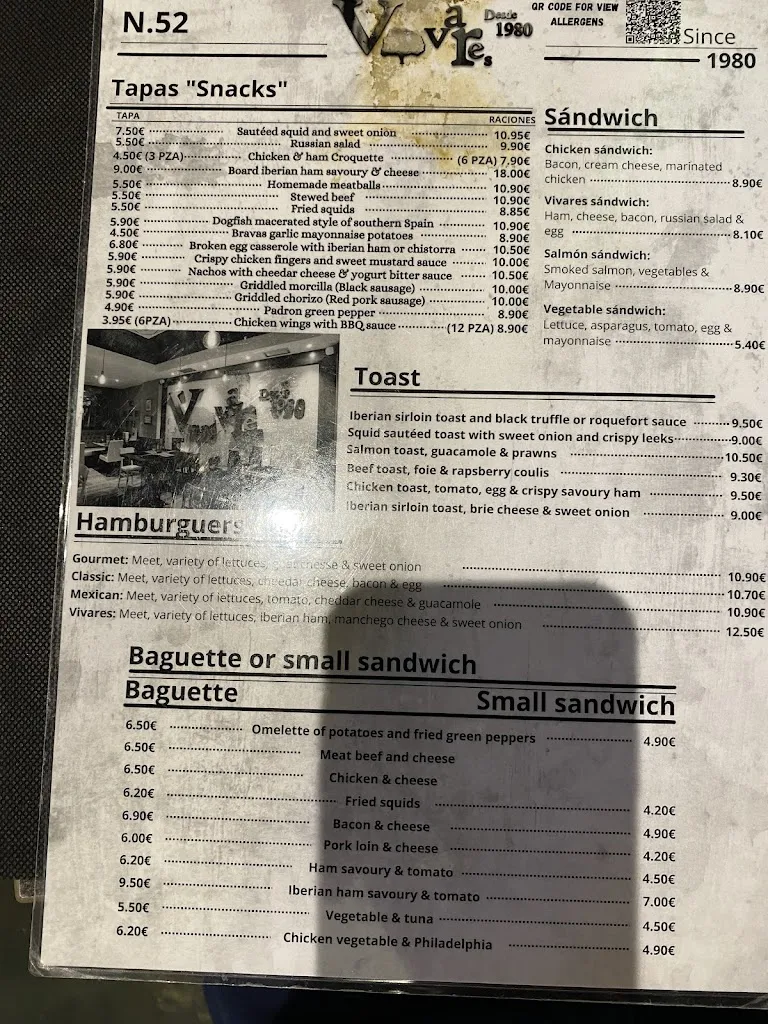 N.52
Vivares
Desde 1980
QR CODE FOR VIEW
ALLERGENS
Since
1980
Tapas "Snacks"
TAPA RACIONES
7.50€ Sautéed squid and sweet onion 10.95€
5.50€ Russian salad 9.90€
4.50€ (3 PZA) Chicken & ham Croquette (6 PZA) 7.90€
9.00€ Board iberian ham savoury & cheese 18.00€
5.50€ Homemade meatballs 10.90€
5.50€ Stewed beef 10.90€
5.50€ Fried squids 8.85€
5.90€ Dogfish macerated style of southern Spain 10.90€
4.50€ Bravas garlic mayonnaise potatoes 8.90€
6.80€ Broken egg casserole with iberian ham or chistorra 10.50€
5.90€ Crispy chicken fingers and sweet mustard sauce 10.00€
5.90€ Nachos with cheedar cheese & yogurt bitter sauce 10.50€
5.90€ Griddled morcilla (Black sausage) 10.00€
5.90€ Griddled chorizo (Red pork sausage) 10.00€
4.90€ Padron green pepper 8.90€
3.95€ (6PZA) Chicken wings with BBQ sauce (12 PZA) 8.90€
Sándwich
Chicken sándwich:
Bacon, cream cheese, marinated
chicken 8.90€
Vivares sándwich:
Ham, cheese, bacon, russian salad &
egg 8.10€
Salmón sándwich:
Smoked salmon, vegetables &
Mayonnaise 8.90€
Vegetable sándwich:
Lettuce, asparagus, tomato, egg &
mayonnaise 5.40€
Toast
Iberian sirloin toast and black truffle or roquefort sauce 9.50€
Squid sautéed toast with sweet onion and crispy leeks 9.00€
Salmon toast, guacamole & prawns 10.50€
Beef toast, foie & rapsberry coulis 9.30€
Chicken toast, tomato, egg & crispy savoury ham 9.50€
Iberian sirloin toast, brie cheese & sweet onion 9.00€
Hamburguers
Gourmet: Meet, variety of lettuces, & sweet onion 10.90€
Classic: Meet, variety of lettuces, cheedar cheese, bacon & egg 10.70€
Mexican: Meet, variety of lettuces, tomato, cheddar cheese & guacamole 10.90€
Vivares: Meet, variety of lettuces, iberian ham, manchego cheese & sweet onion 12.50€
Baguette or small sandwich
Baguette Small sandwich
6.50€ Omelette of potatoes and fried green peppers 4.90€
6.50€ Meat beef and cheese
6.50€ Chicken & cheese
6.20€ Fried squids 4.20€
6.90€ Bacon & cheese 4.90€
6.00€ Pork loin & cheese 4.20€
6.20€ Ham savoury & tomato 4.50€
9.50€ Iberian ham savoury & tomato 7.00€
5.50€ Vegetable & tuna 4.50€
6.20€ Chicken vegetable & Philadelphia 4.90€